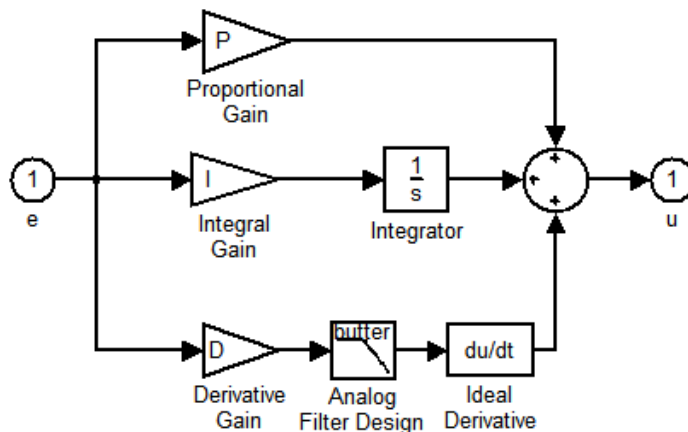 P
Proportional
Gain
1
e
I
Integral
Gain
1
s
Integrator
+
+
+
1
u
D
Derivative
Gain
butter
Analog
Filter Design
du/dt
Ideal
Derivative